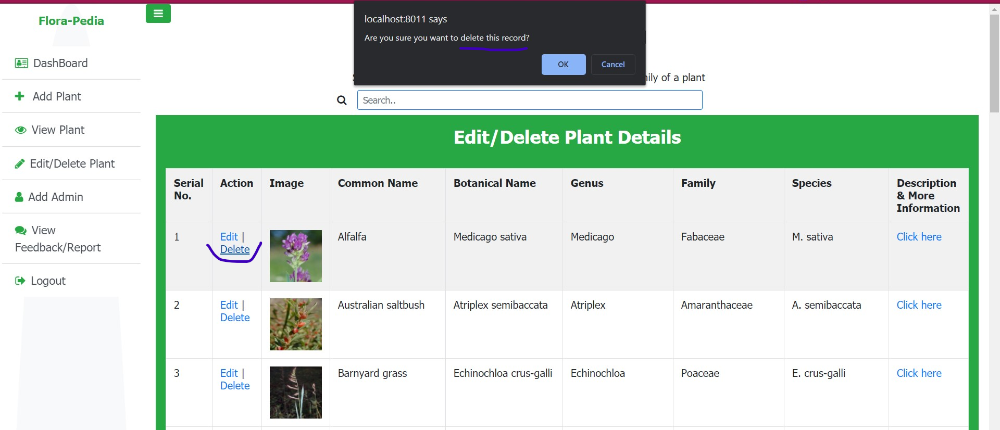 Flora-Pedia
DashBoard
Add Plant
View Plant
Edit/Delete Plant
Add Admin
View
Feedback/Report
Logout
localhost:8011 says
Are you sure you want to delete this record?
OK
Cancel
of a plant
Search..
Edit/Delete Plant Details
Serial No. Action Image Common Name Botanical Name Genus Family Species Description & More Information
1 Edit | Delete Alfalfa Medicago sativa Medicago Fabaceae M. sativa Click here
2 Edit | Delete Australian saltbush Atriplex semibaccata Atriplex Amaranthaceae A. semibaccata Click here
3 Edit | Delete Barnyard grass Echinochloa crus-galli Echinochloa Poaceae E. crus-galli Click here